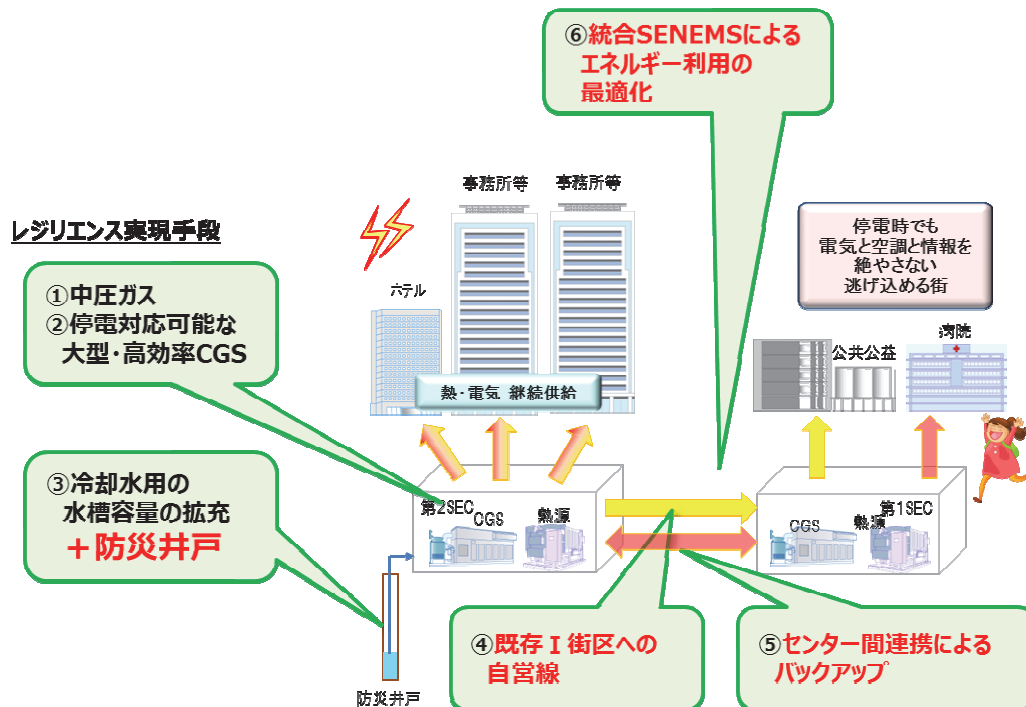 ⑥統合SENEMSによる
エネルギー利用の
最適化
レジリエンス実現手段
①中圧ガス
②停電対応可能な
大型・高効率CGS
③冷却水用の
水槽容量の拡充
＋防災井戸
事務所等
事務所等
ホテル
熱・電気 継続供給
停電時でも
電気と空調と情報を
絶やさない
逃げ込める街
公共公益
病院
第2SEC
CGS
熱源
第1SEC
CGS
熱源
④既存Ⅰ街区への
自営線
⑤センター間連携による
バックアップ
防災井戸